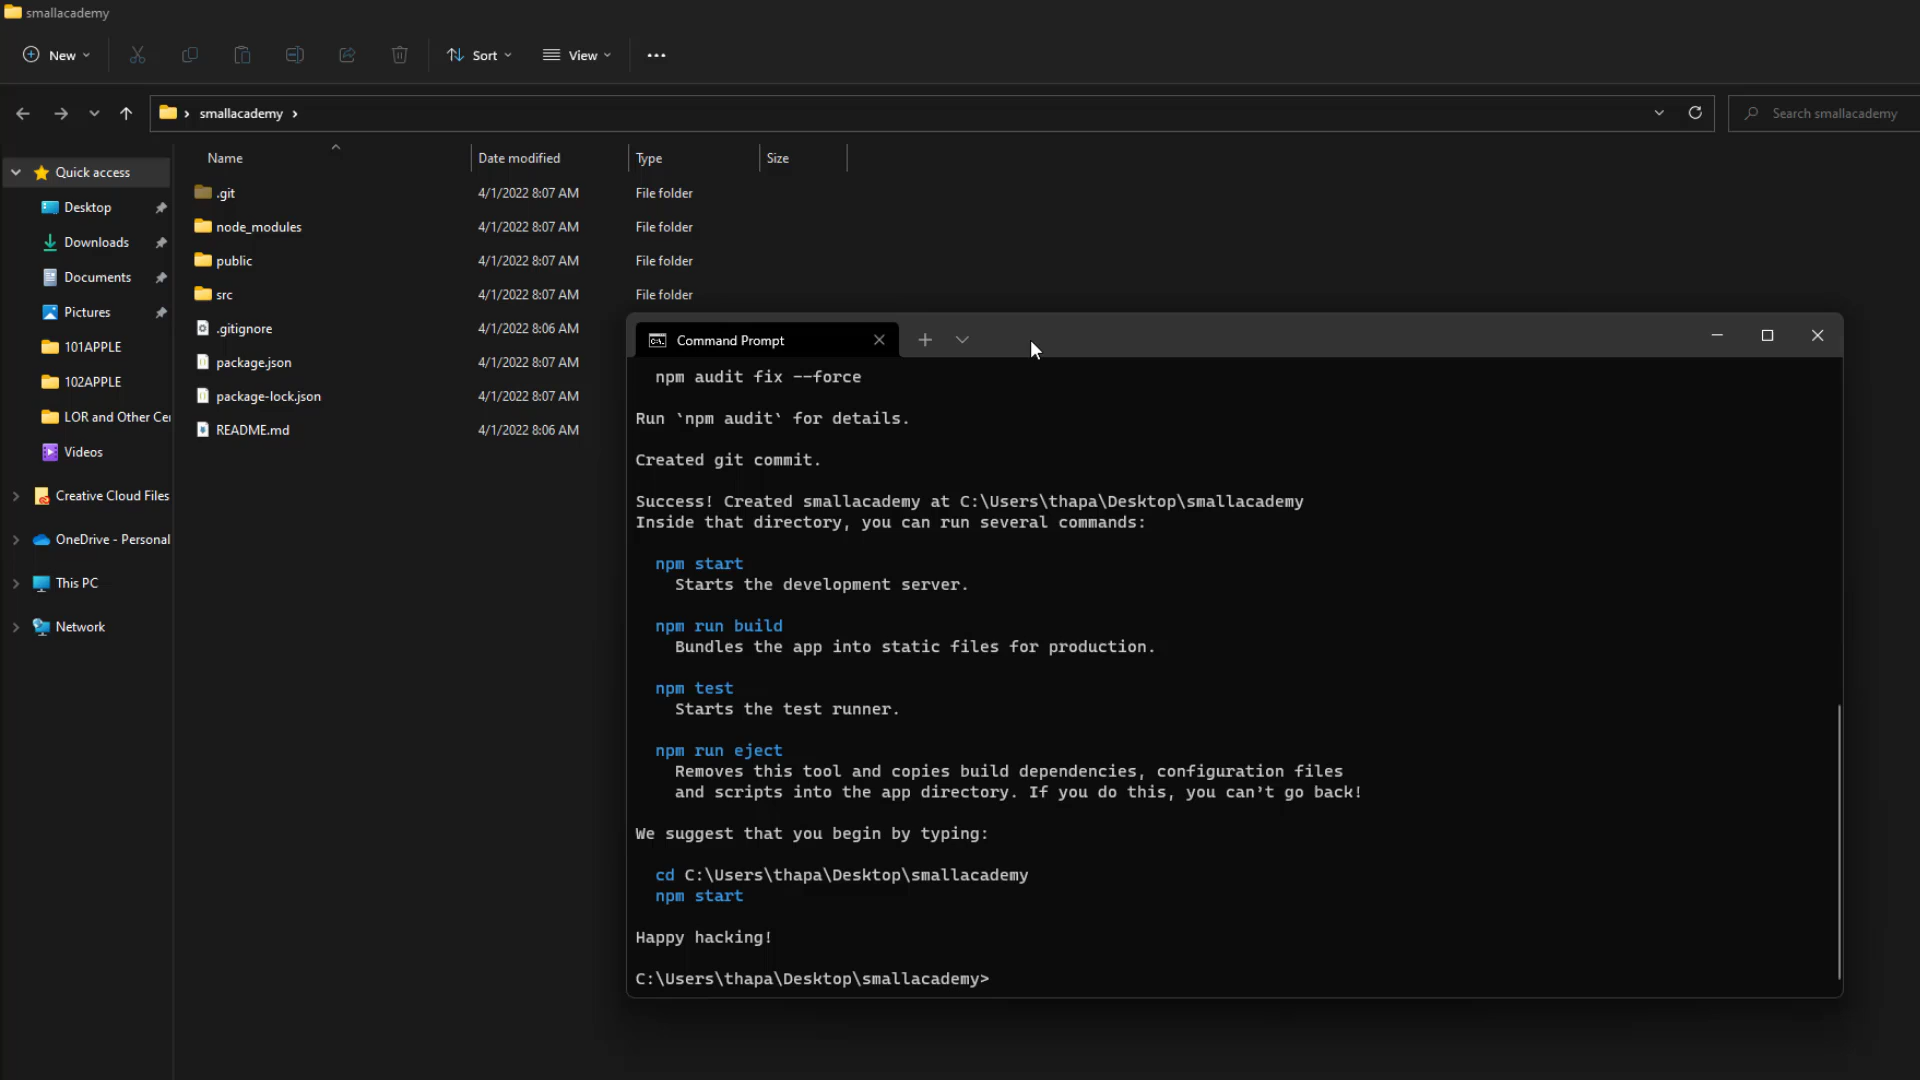 smallacademy
New
Sort
View
smallacademy
Search smallacademy
Name Date modified Type Size
Quick access
Desktop
Downloads
Documents
Pictures
101APPLE
102APPLE
LOR and Other Cer
Videos
Creative Cloud Files
OneDrive - Personal
This PC
Network
.git 4/1/2022 8:07 AM File folder
node_modules 4/1/2022 8:07 AM File folder
public 4/1/2022 8:07 AM File folder
src 4/1/2022 8:07 AM File folder
.gitignore 4/1/2022 8:06 AM
package.json 4/1/2022 8:07 AM
package-lock.json 4/1/2022 8:07 AM
README.md 4/1/2022 8:06 AM
Command Prompt
npm audit fix --force
Run `npm audit` for details.
Created git commit.
Success! Created smallacademy at C:\Users\thapa\Desktop\smallacademy
Inside that directory, you can run several commands:
npm start
Starts the development server.
npm run build
Bundles the app into static files for production.
npm test
Starts the test runner.
npm run eject
Removes this tool and copies build dependencies, configuration files
and scripts into the app directory. If you do this, you can’t go back!
We suggest that you begin by typing:
cd C:\Users\thapa\Desktop\smallacademy
npm start
Happy hacking!
C:\Users\thapa\Desktop\smallacademy>